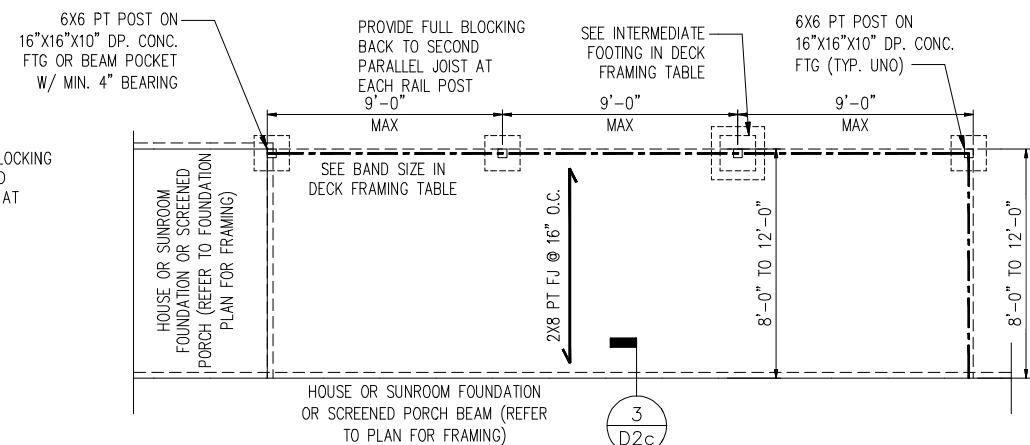 6X6 PT POST ON
16"X16"X10" DP. CONC.
FTG OR BEAM POCKET
W/ MIN. 4" BEARING
PROVIDE FULL BLOCKING
BACK TO SECOND
PARALLEL JOIST AT
EACH RAIL POST
SEE INTERMEDIATE
FOOTING IN DECK
FRAMING TABLE
6X6 PT POST ON
16"X16"X10" DP. CONC.
FTG (TYP. UNO)
9'-0"
MAX
9'-0"
MAX
9'-0"
MAX
LOCKING
AT
SEE BAND SIZE IN
DECK FRAMING TABLE
HOUSE OR SUNROOM
FOUNDATION OR SCREENED
PORCH (REFER TO FOUNDATION
PLAN FOR FRAMING)
2X8 PT FJ @ 16" O.C.
8'-0" TO 12'-0"
8'-0" TO 12'-0"
HOUSE OR SUNROOM FOUNDATION
OR SCREENED PORCH BEAM (REFER
TO PLAN FOR FRAMING)
3
D2c